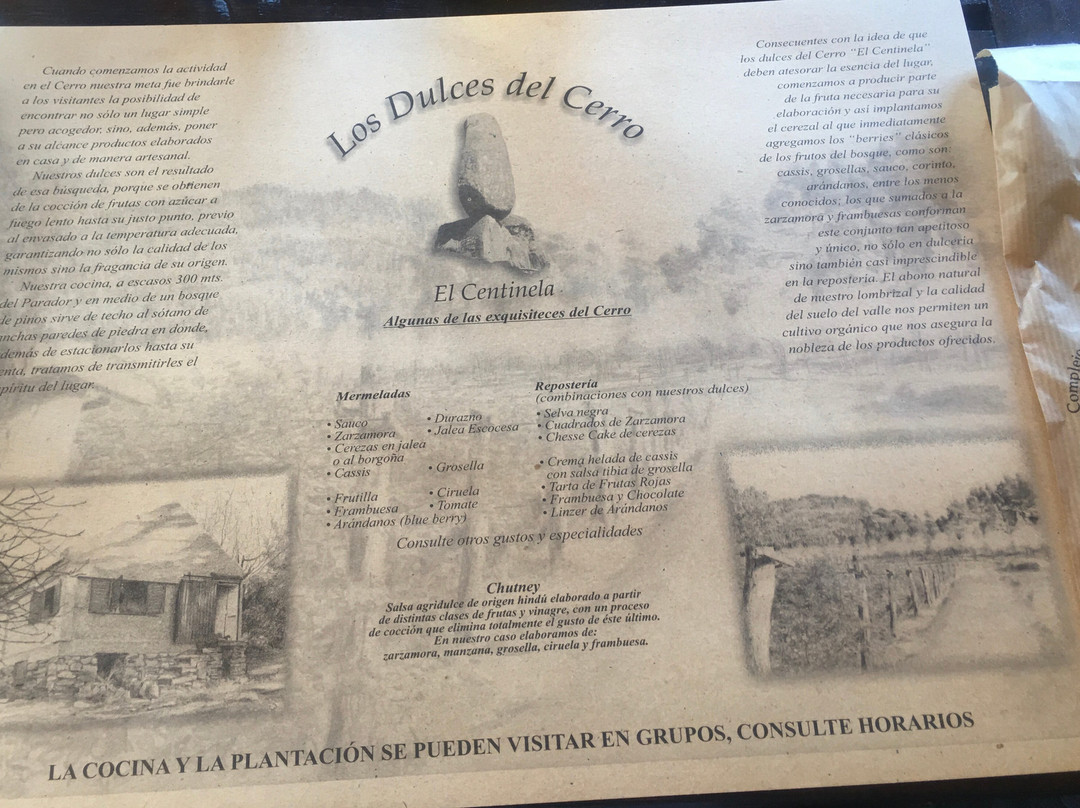 Cuando comenzamos la actividad
en el Cerro nuestra meta fue brindarle
a los visitantes la posibilidad de
encontrar no sólo un lugar simple
pero acogedor, sino, además, poner
a su alcance productos elaborados
en casa y de manera artesanal.
Nuestros dulces son el resultado
de esa búsqueda, porque se obtienen
de la cocción de frutas con azúcar a
fuego lento hasta su justo punto, previo
al envasado a la temperatura adecuada,
garantizando no sólo la calidad de los
mismos sino la fragancia de su origen.
Nuestra cocina, a escasos 300 mts.
del Parador y en medio de un bosque
de pinos sirve de techo al sótano de
nchas paredes de piedra en donde,
demás de estacionarlos hasta su
enta, tratamos de transmitirles el
píritu del lugar.
Los Dulces del Cerro
El Centinela
Algunas de las exquisiteces del Cerro
Consecuentes con la idea de que
los dulces del Cerro "El Centinela"
deben atesorar la esencia del lugar,
comenzamos a producir parte
de la fruta necesaria para su
elaboración y así implantamos
el cerezal al que inmediatamente
agregamos los "berries" clásicos
de los frutos del bosque, como son:
cassis, grosellas, sauco, corinto,
arándanos, entre los menos
conocidos; los que sumados a la
zarzamora y frambuesas conforman
este conjunto tan apetitoso
y único, no sólo en dulcería
sino también casi imprescindible
en la repostería. El abono natural
de nuestro lombrizal y la calidad
del suelo del valle nos permiten un
cultivo orgánico que nos asegura la
nobleza de los productos ofrecidos.
Mermeladas
• Sauco
• Zarzamora
• Cerezas en jalea
o al borgoña
• Cassis
• Frutilla
• Frambuesa
• Arándanos (blue berry)
• Durazno
• Jalea Escocesa
• Grosella
• Ciruela
• Tomate
Repostería
(combinaciones con nuestros dulces)
• Selva negra
• Cuadrados de Zarzamora
• Chesse Cake de cerezas
• Crema helada de cassis
con salsa tibia de grosella
• Tarta de Frutas Rojas
• Frambuesa y Chocolate
• Linzer de Arándanos
Consulte otros gustos y especialidades
Chutney
Salsa agridulce de origen hindú elaborado a partir
de distintas clases de frutas y vinagre, con un proceso
de cocción que elimina totalmente el gusto de éste último.
En nuestro caso elaboramos de:
zarzamora, manzana, grosella, ciruela y frambuesa.
LA COCINA Y LA PLANTACIÓN SE PUEDEN VISITAR EN GRUPOS, CONSULTE HORARIOS